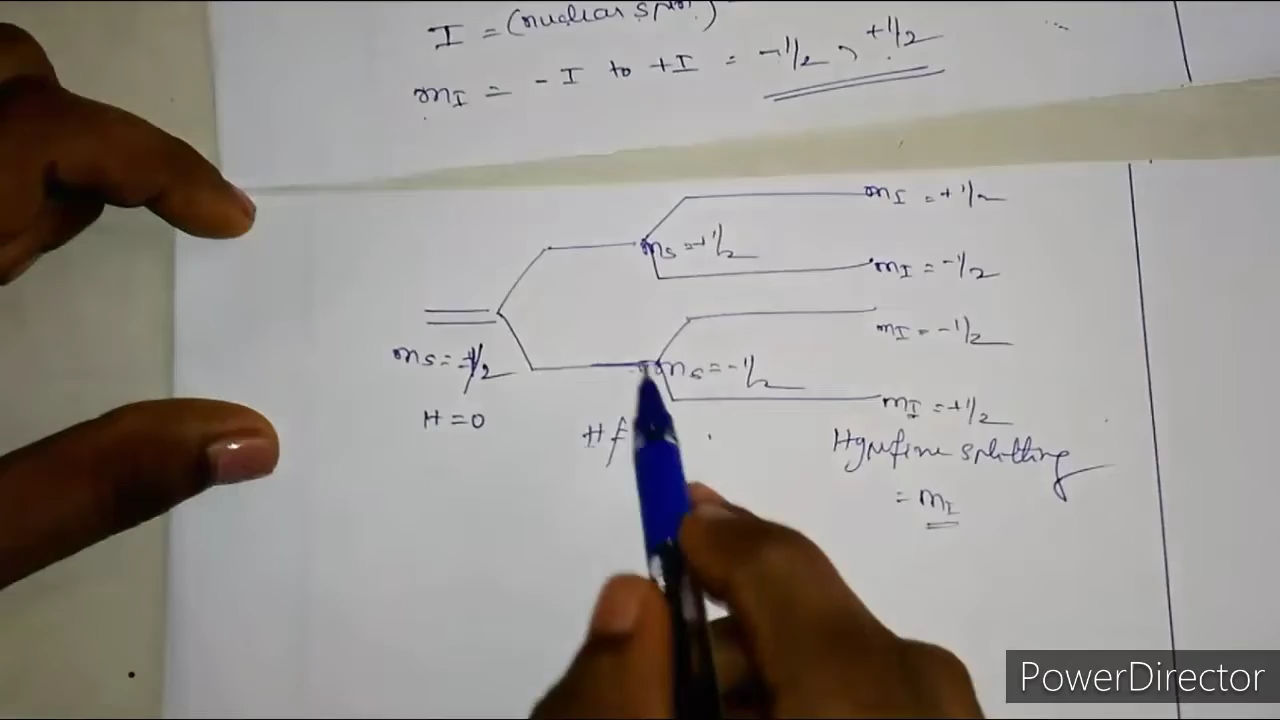 I = (nuclear spin)
mI = -I to +I = -1/2, +1/2
mI = +1/2
mS = +1/2
mI = -1/2
mI = -1/2
mS = 1/2
mS = -1/2
mI = +1/2
H = 0
H
Hyperfine splitting
= mI
PowerDirector